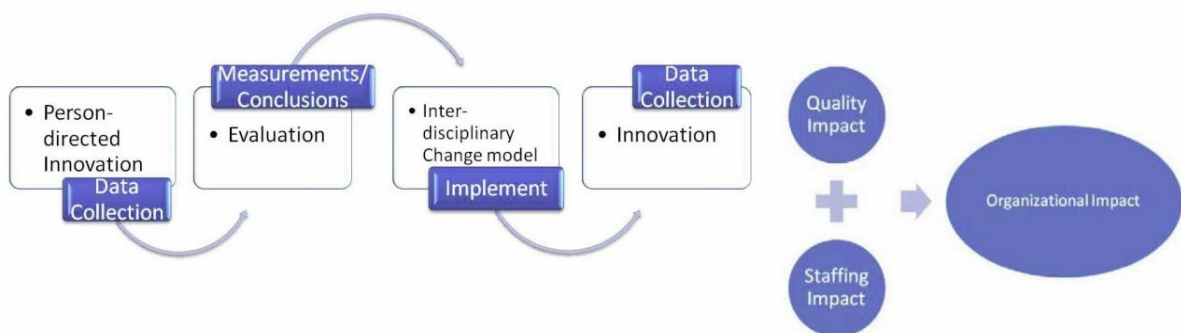 • Person-
directed
Innovation
Data
Collection
Measurements/
Conclusions
• Evaluation
• Inter-
disciplinary
Change model
Implement
Data
Collection
• Innovation
Quality
Impact
Staffing
Impact
Organizational Impact